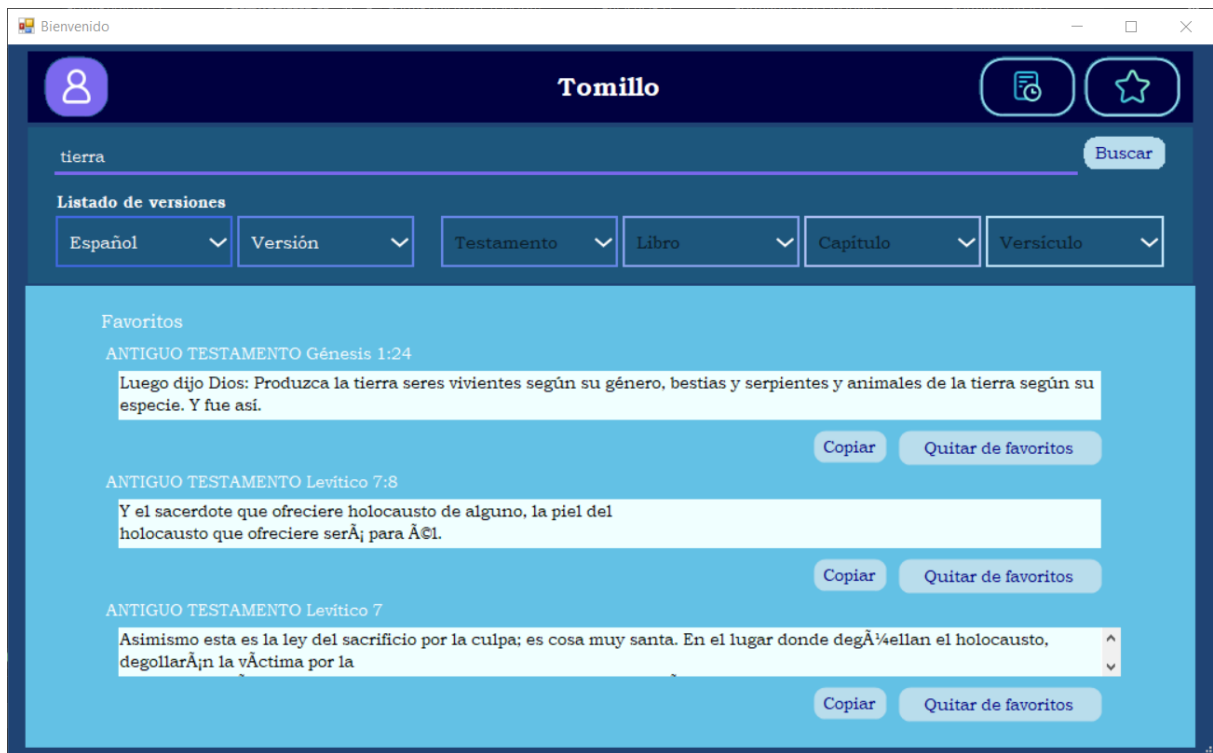 Bienvenido
Tomillo
tierra
Buscar
Listado de versiones
Español
Versión
Testamento
Libro
Capítulo
Versículo
Favoritos
ANTIGUO TESTAMENTO Génesis 1:24
Luego dijo Dios: Produzca la tierra seres vivientes según su género, bestias y serpientes y animales de la tierra según su
especie. Y fue así.
Copiar
Quitar de favoritos
ANTIGUO TESTAMENTO Levítico 7:8
Y el sacerdote que ofreciere holocausto de alguno, la piel del
holocausto que ofreciere serÃ¡ para Ã©l.
Copiar
Quitar de favoritos
ANTIGUO TESTAMENTO Levítico 7
Asimismo esta es la ley del sacrificio por la culpa; es cosa muy santa. En el lugar donde degÃ¼ellan el holocausto,
degollarÃ¡n la vÃctima por la
Copiar
Quitar de favoritos